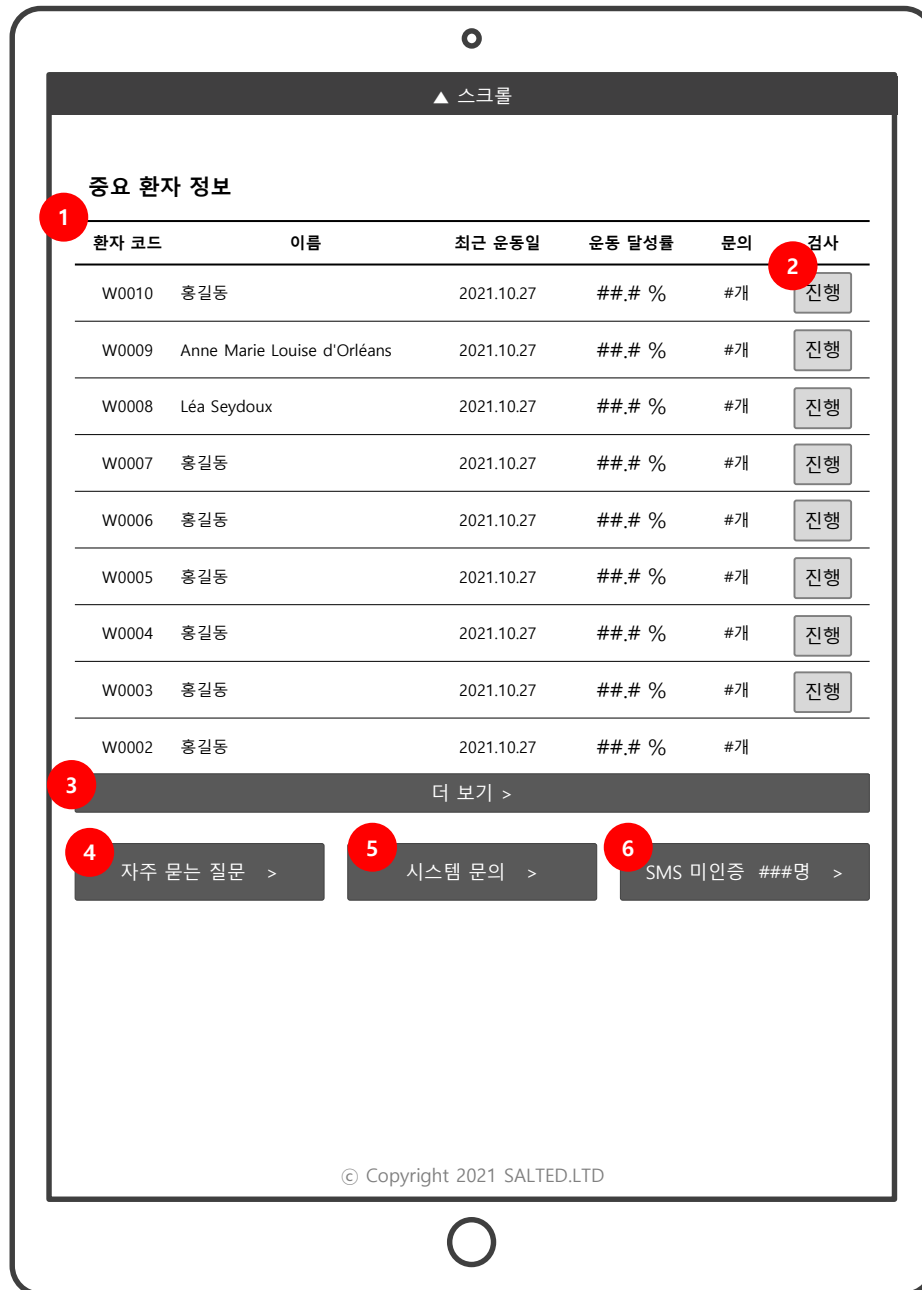 ▲ 스크롤
중요 환자 정보
1
환자 코드 이름 최근 운동일 운동 달성률 문의 검사
2
W0010 홍길동 2021.10.27 ##.# % #개 진행
W0009 Anne Marie Louise d'Orléans 2021.10.27 ##.# % #개 진행
W0008 Léa Seydoux 2021.10.27 ##.# % #개 진행
W0007 홍길동 2021.10.27 ##.# % #개 진행
W0006 홍길동 2021.10.27 ##.# % #개 진행
W0005 홍길동 2021.10.27 ##.# % #개 진행
W0004 홍길동 2021.10.27 ##.# % #개 진행
W0003 홍길동 2021.10.27 ##.# % #개 진행
W0002 홍길동 2021.10.27 ##.# % #개
3
더 보기 >
4 5 6
자주 묻는 질문 > 시스템 문의 > SMS 미인증 ###명 >
ⓒ Copyright 2021 SALTED.LTD